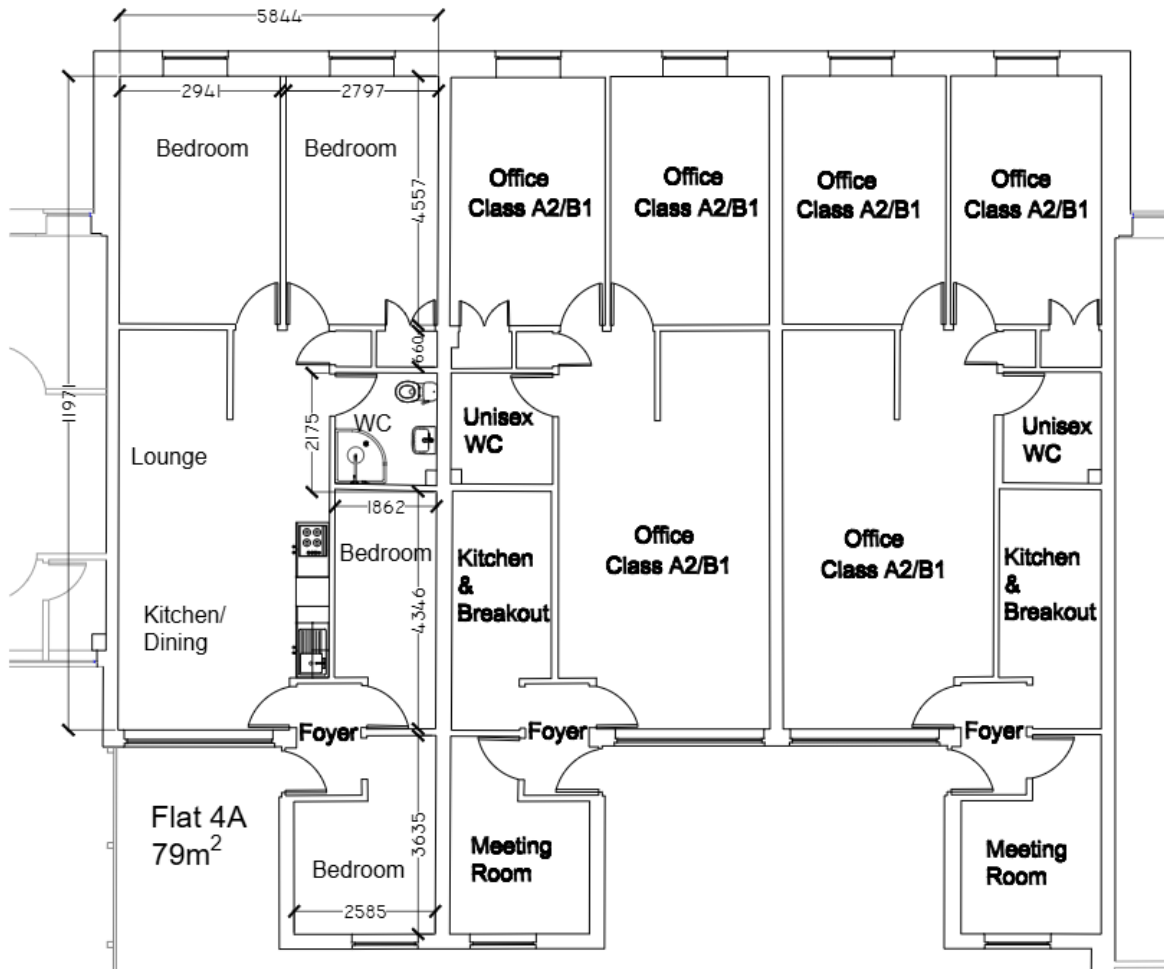 5844
2941
2797
Bedroom
Bedroom
4557
Office
Class A2/B1
Office
Class A2/B1
Office
Class A2/B1
Office
Class A2/B1
660
11971
2175
WC
Lounge
Unisex
WC
Unisex
WC
1862
Bedroom
4346
Kitchen/
Dining
Kitchen
&
Breakout
Office
Class A2/B1
Office
Class A2/B1
Kitchen
&
Breakout
Foyer
Foyer
Foyer
Flat 4A
79m²
3635
Bedroom
2585
Meeting
Room
Meeting
Room